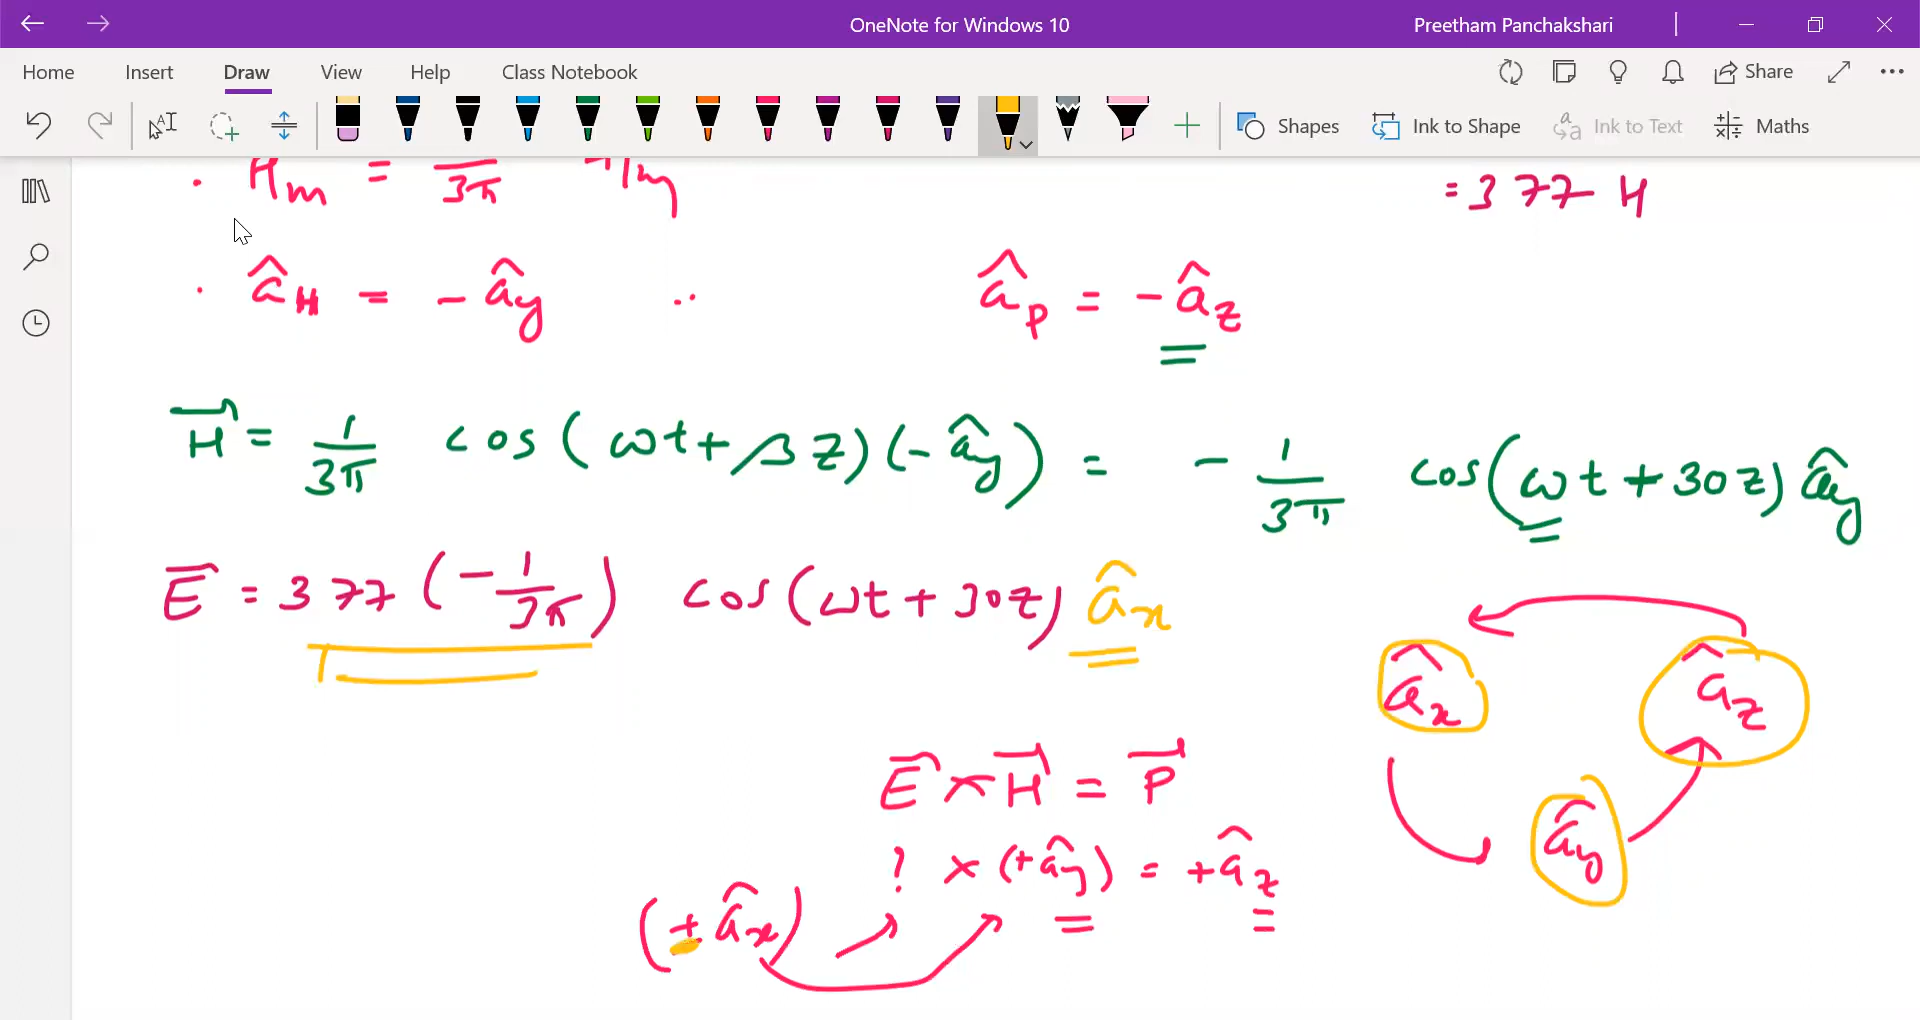 OneNote for Windows 10 Preetham Panchakshari
Home Insert Draw View Help Class Notebook Share
Shapes Ink to Shape Ink to Text Maths
Hm = 3π A/m
= 377 H
âH = - ây ∵ âp = - âz
H⃗ = 1/3π cos(ωt + βz)(- ây) = - 1/3π cos(ωt + 30z) ây
E⃗ = 377 (- 1/3π) cos(ωt + 30z) âx
âx âz
E⃗ × H⃗ = P⃗
ây
? × (+ ây) = + âz
(+ âx)